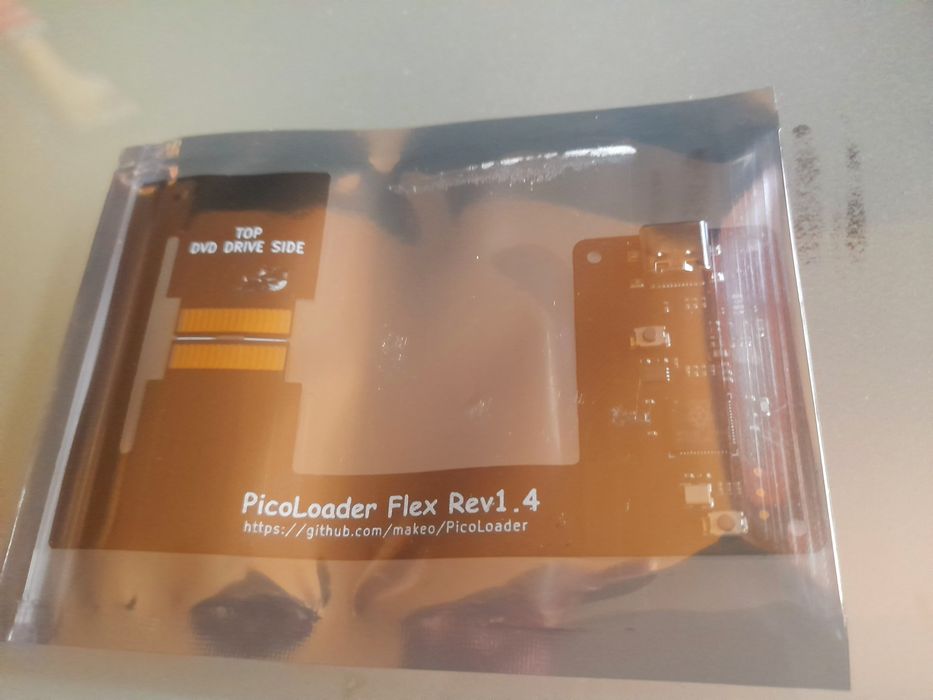 TOP
DVD DRIVE SIDE
PicoLoader Flex Rev1.4
https://github.com/makeo/PicoLoader